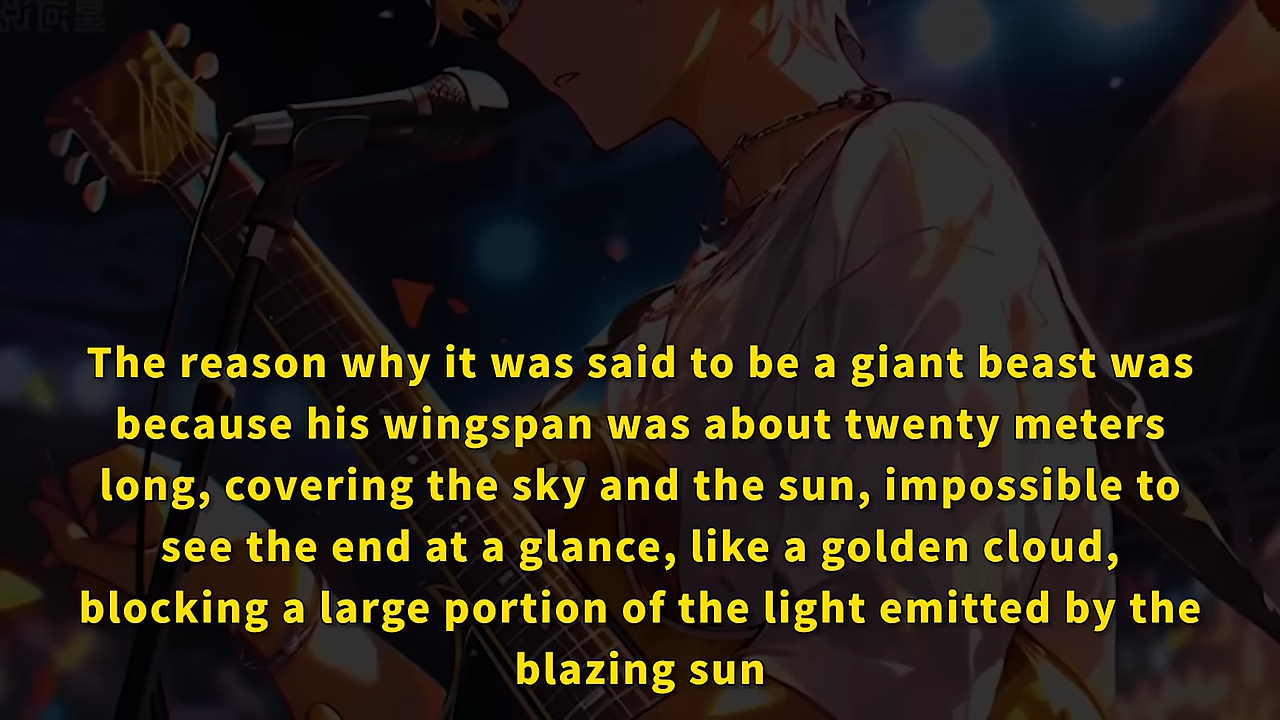 The reason why it was said to be a giant beast was
because his wingspan was about twenty meters
long, covering the sky and the sun, impossible to
see the end at a glance, like a golden cloud,
blocking a large portion of the light emitted by the
blazing sun